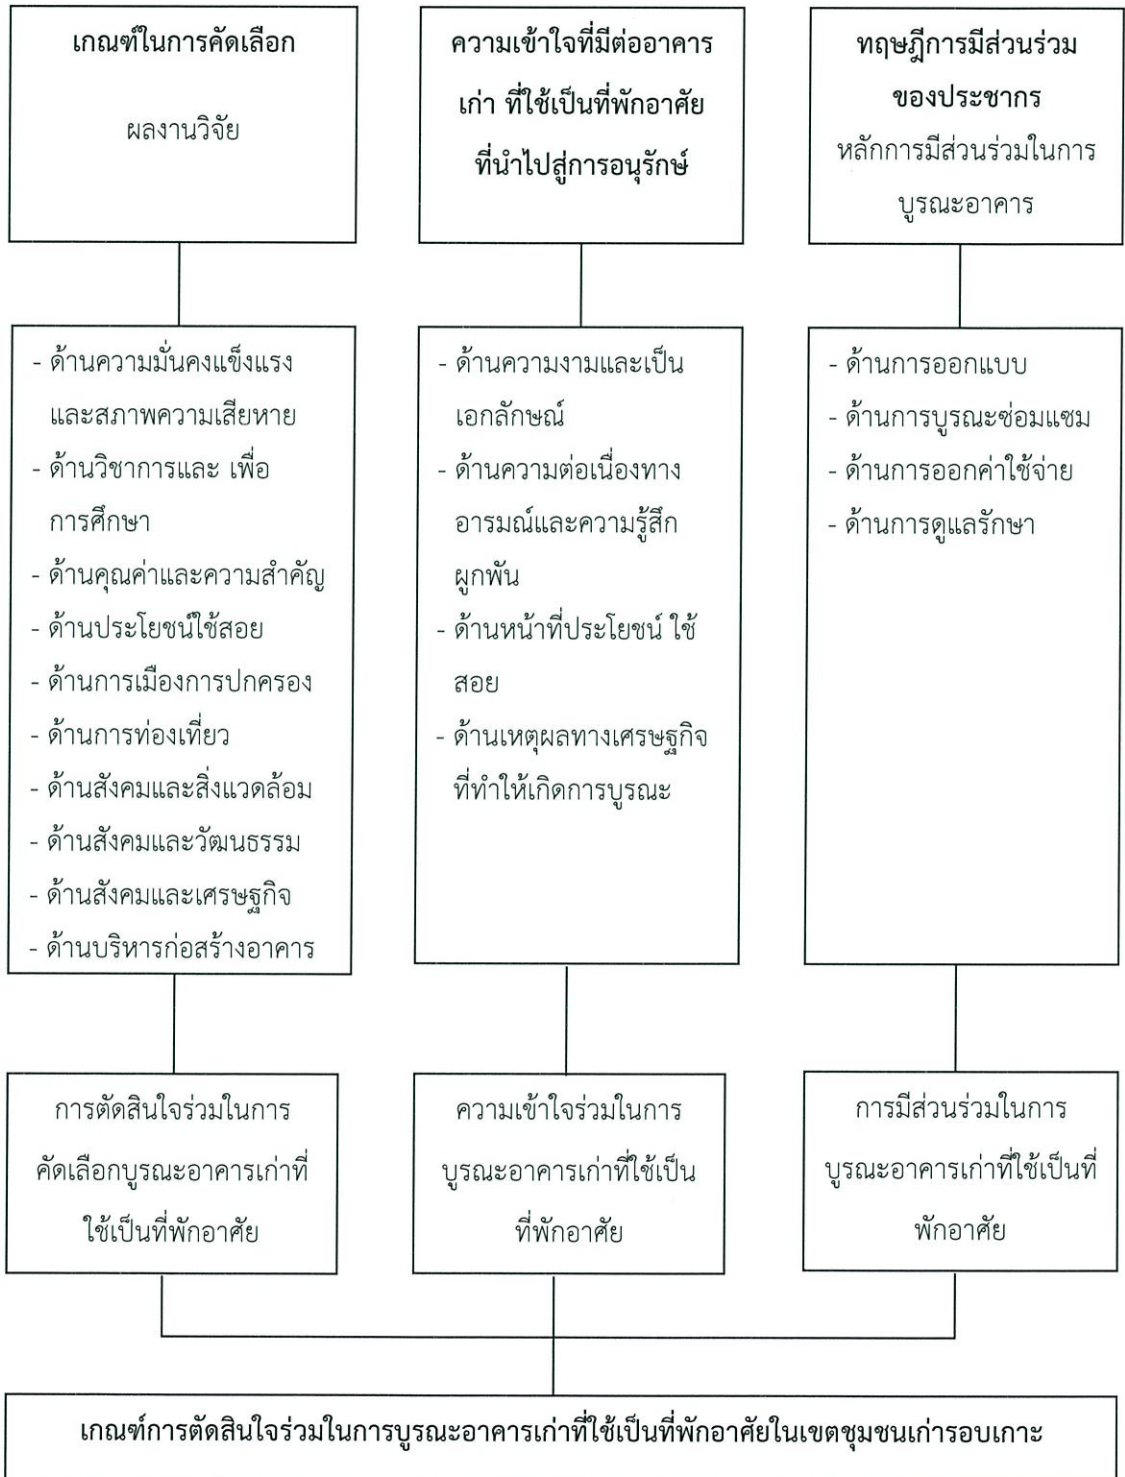 เกณฑ์ในการคัดเลือก
ผลงานวิจัย
ความเข้าใจที่มีต่ออาคาร
เก่า ที่ใช้เป็นที่พักอาศัย
ที่นำไปสู่การอนุรักษ์
ทฤษฎีการมีส่วนร่วม
ของประชากร
หลักการมีส่วนร่วมในการ
บูรณะอาคาร
- ด้านความมั่นคงแข็งแรง
และสภาพความเสียหาย
- ด้านวิชาการและ เพื่อ
การศึกษา
- ด้านคุณค่าและความสำคัญ
- ด้านประโยชน์ใช้สอย
- ด้านการเมืองการปกครอง
- ด้านการท่องเที่ยว
- ด้านสังคมและสิ่งแวดล้อม
- ด้านสังคมและวัฒนธรรม
- ด้านสังคมและเศรษฐกิจ
- ด้านบริหารก่อสร้างอาคาร
- ด้านความงามและเป็น
เอกลักษณ์
- ด้านความต่อเนื่องทาง
อารมณ์และความรู้สึก
ผูกพัน
- ด้านหน้าที่ประโยชน์ ใช้
สอย
- ด้านเหตุผลทางเศรษฐกิจ
ที่ทำให้เกิดการบูรณะ
- ด้านการออกแบบ
- ด้านการบูรณะซ่อมแซม
- ด้านการออกค่าใช้จ่าย
- ด้านการดูแลรักษา
การตัดสินใจร่วมในการ
คัดเลือกบูรณะอาคารเก่าที่
ใช้เป็นที่พักอาศัย
ความเข้าใจร่วมในการ
บูรณะอาคารเก่าที่ใช้เป็น
ที่พักอาศัย
การมีส่วนร่วมในการ
บูรณะอาคารเก่าที่ใช้เป็นที่
พักอาศัย
เกณฑ์การตัดสินใจร่วมในการบูรณะอาคารเก่าที่ใช้เป็นที่พักอาศัยในเขตชุมชนเก่ารอบเกาะ